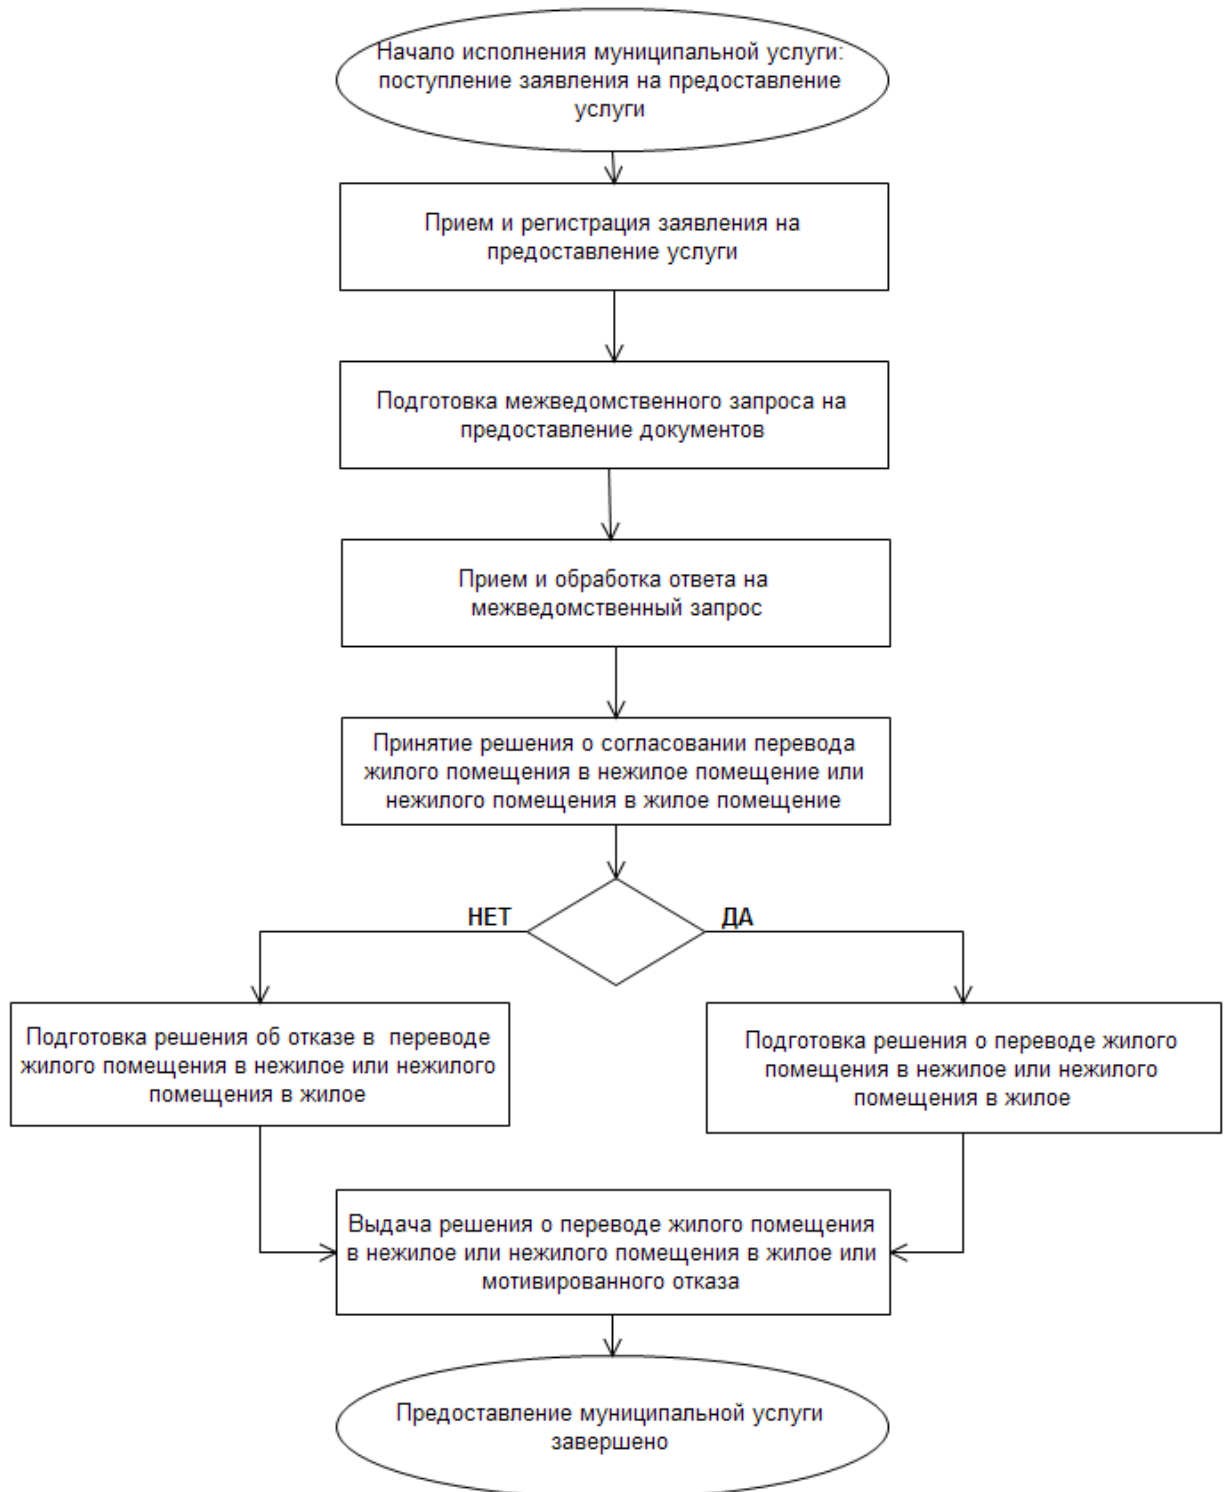 Начало исполнения муниципальной услуги:
поступление заявления на предоставление
услуги
Прием и регистрация заявления на
предоставление услуги
Подготовка межведомственного запроса на
предоставление документов
Прием и обработка ответа на
межведомственный запрос
Принятие решения о согласовании перевода
жилого помещения в нежилое помещение или
нежилого помещения в жилое помещение
НЕТ
ДА
Подготовка решения об отказе в переводе
жилого помещения в нежилое или нежилого
помещения в жилое
Подготовка решения о переводе жилого
помещения в нежилое или нежилого
помещения в жилое
Выдача решения о переводе жилого помещения
в нежилое или нежилого помещения в жилое или
мотивированного отказа
Предоставление муниципальной услуги
завершено